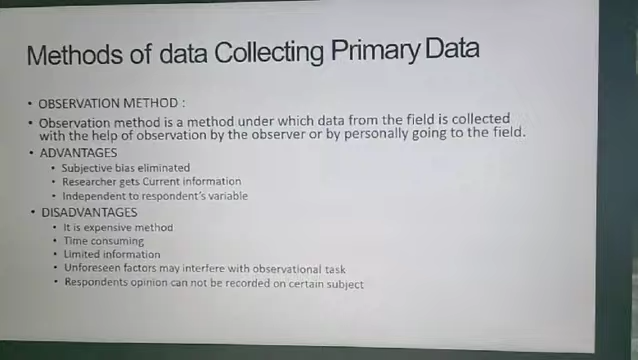 Methods of data Collecting Primary Data
• OBSERVATION METHOD :
• Observation method is a method under which data from the field is collected
with the help of observation by the observer or by personally going to the field.
• ADVANTAGES
• Subjective bias eliminated
• Researcher gets Current information
• Independent to respondent's variable
• DISADVANTAGES
• It is expensive method
• Time consuming
• Limited information
• Unforeseen factors may interfere with observational task
• Respondents opinion can not be recorded on certain subject